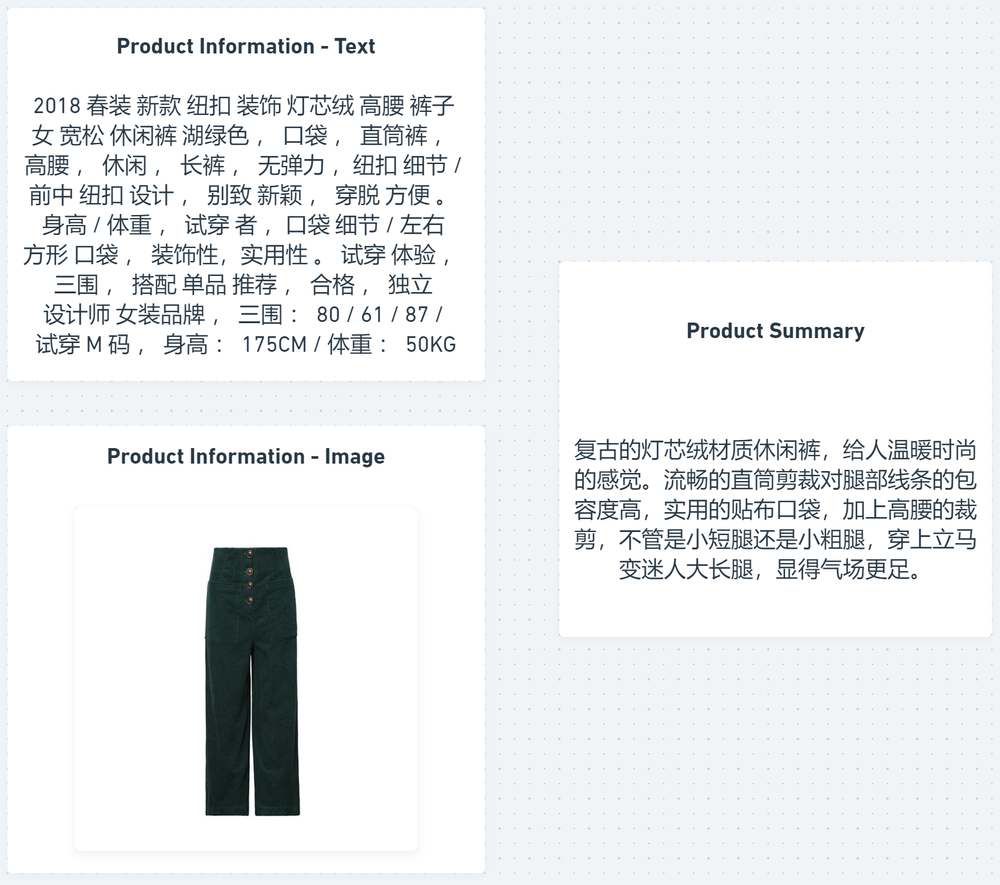 Product Information - Text
2018 春装 新款 纽扣 装饰 灯芯绒 高腰 裤子
女 宽松 休闲裤 湖绿色 ， 口袋 ， 直筒裤 ，
高腰 ， 休闲 ， 长裤 ， 无弹力 ，纽扣 细节 /
前中 纽扣 设计 ， 别致 新颖 ， 穿脱 方便 。
身高 / 体重 ， 试穿 者 ，口袋 细节 / 左右
方形 口袋 ， 装饰性，实用性 。 试穿 体验 ，
三围 ， 搭配 单品 推荐 ， 合格 ， 独立
设计师 女装品牌 ， 三围 ： 80 / 61 / 87 /
试穿 M 码 ， 身高 ： 175CM / 体重 ： 50KG
Product Information - Image
Product Summary
复古的灯芯绒材质休闲裤，给人温暖时尚
的感觉。流畅的直筒剪裁对腿部线条的包
容度高，实用的贴布口袋，加上高腰的裁
剪，不管是小短腿还是小粗腿，穿上立马
变迷人大长腿，显得气场更足。